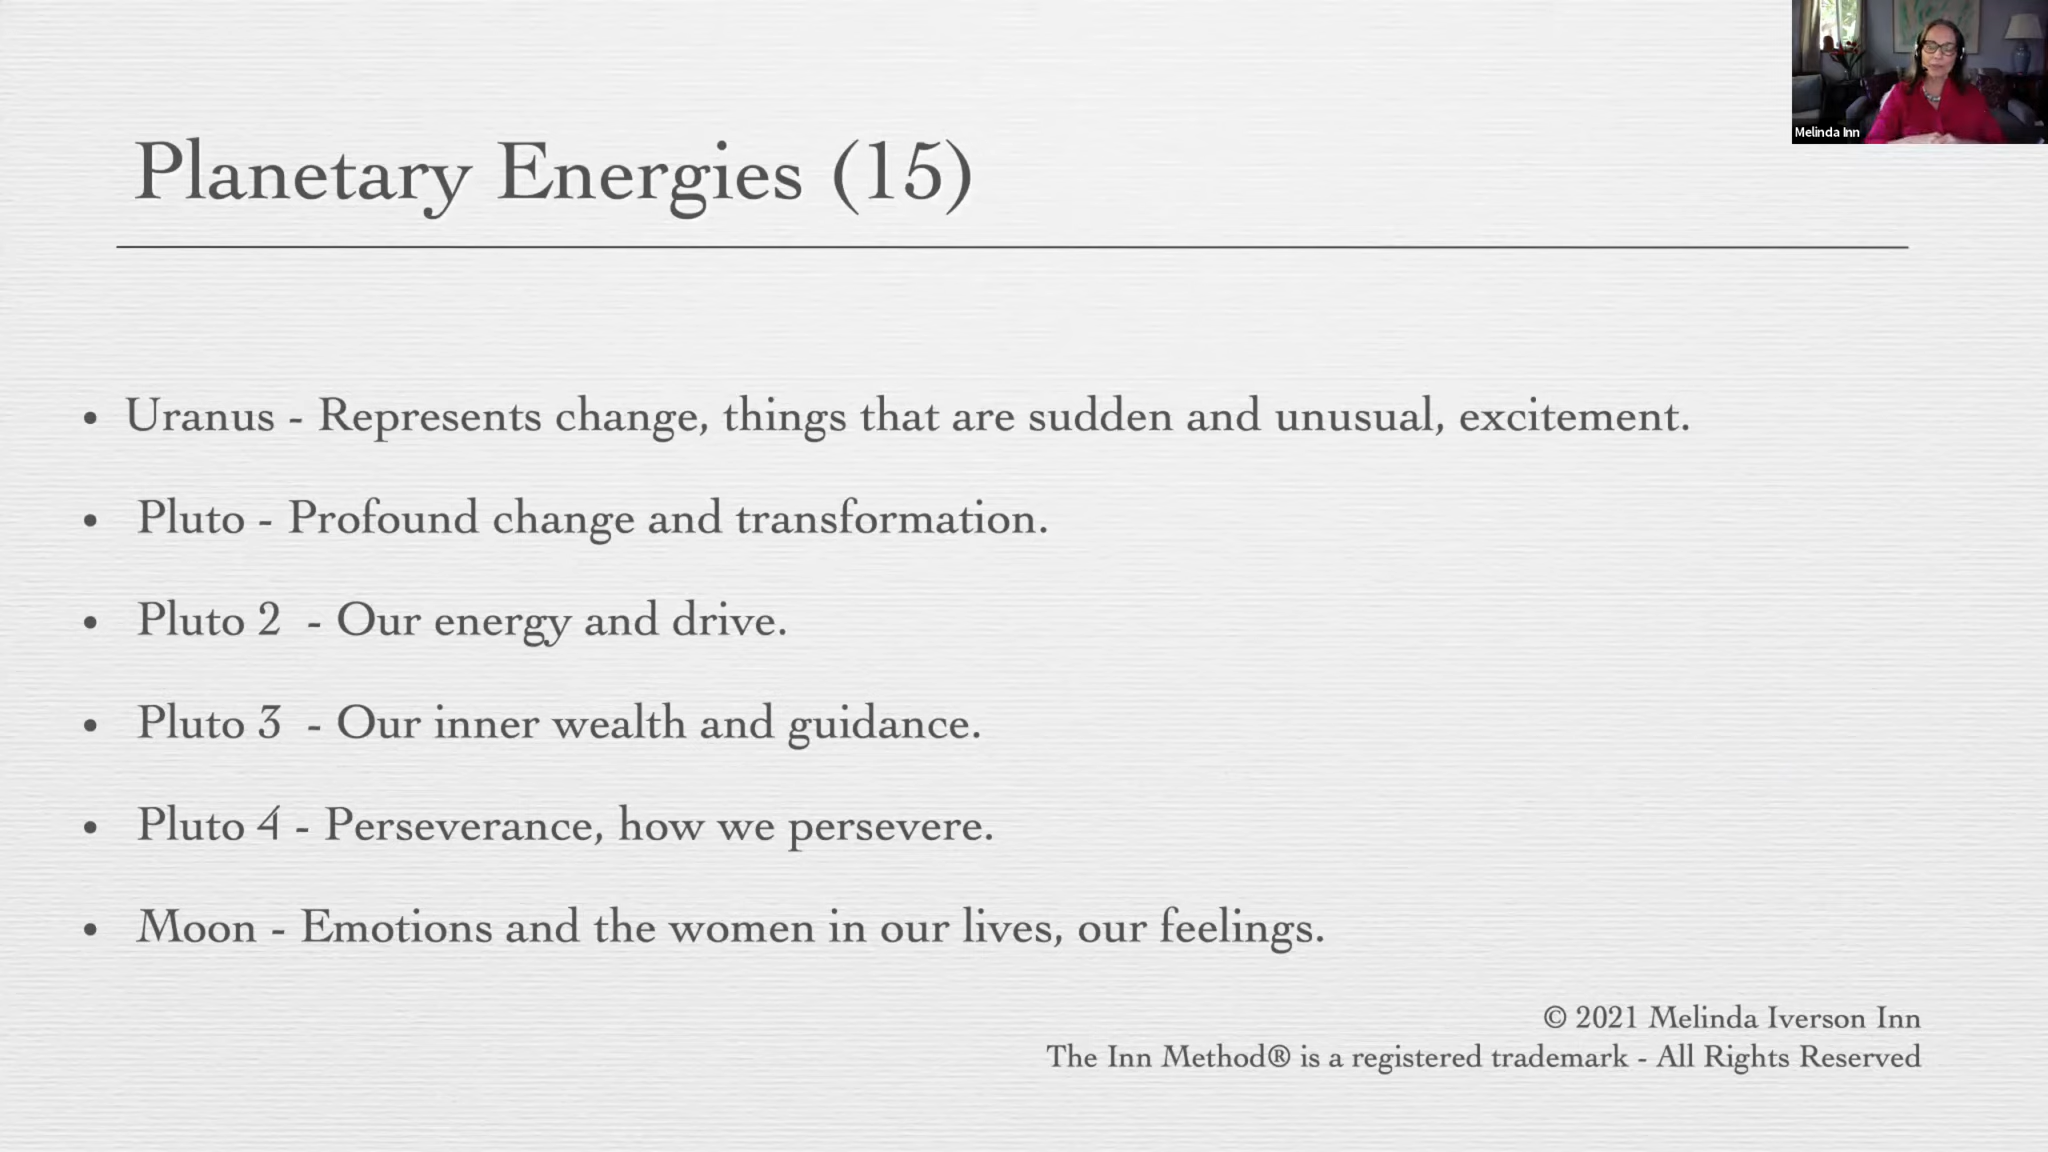 Melinda Inn
Planetary Energies (15)
• Uranus - Represents change, things that are sudden and unusual, excitement.
• Pluto - Profound change and transformation.
• Pluto 2 - Our energy and drive.
• Pluto 3 - Our inner wealth and guidance.
• Pluto 4 - Perseverance, how we persevere.
• Moon - Emotions and the women in our lives, our feelings.
© 2021 Melinda Iverson Inn
The Inn Method® is a registered trademark - All Rights Reserved